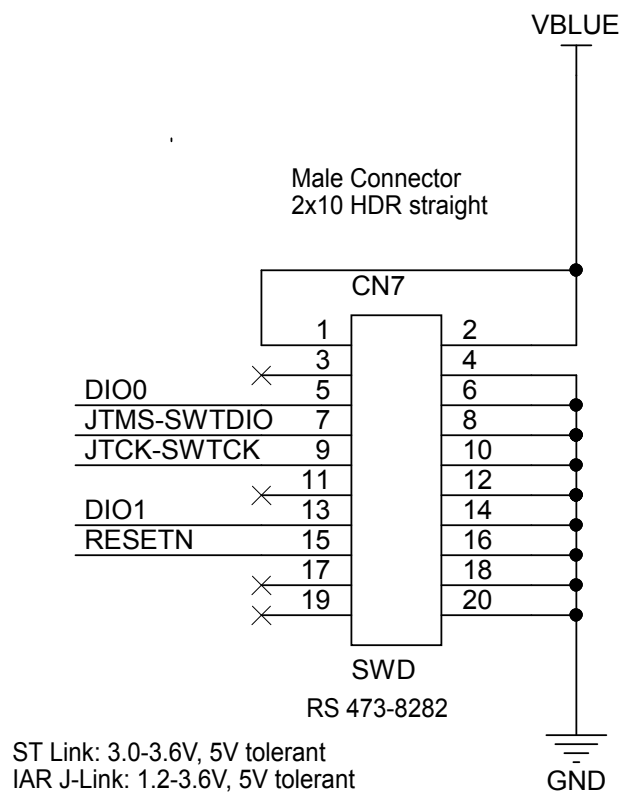 VBLUE
Male Connector
2x10 HDR straight
CN7
1 2
3 4
DIO0 5 6
JTMS-SWTDIO 7 8
JTCK-SWTCK 9 10
11 12
DIO1 13 14
RESETN 15 16
17 18
19 20
SWD
RS 473-8282
ST Link: 3.0-3.6V, 5V tolerant
IAR J-Link: 1.2-3.6V, 5V tolerant
GND